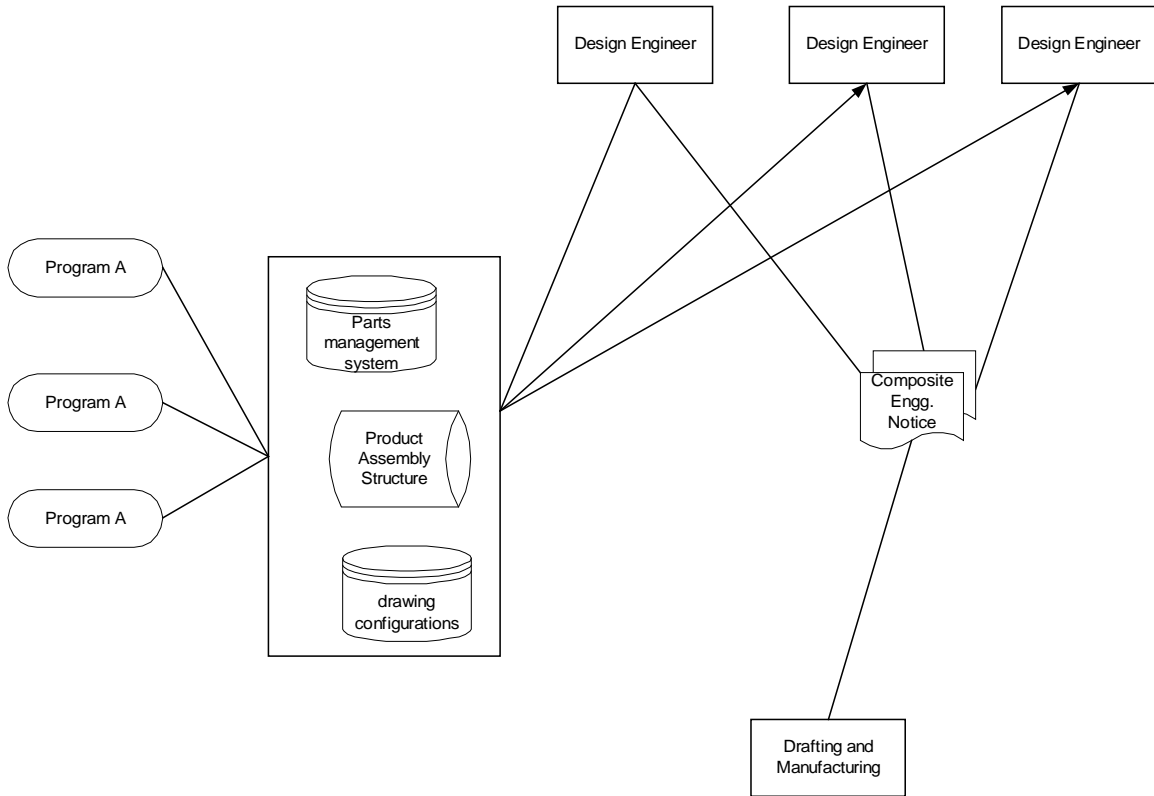 Design Engineer
Design Engineer
Design Engineer
Program A
Parts
management
system
Composite
Engg.
Notice
Program A
Product
Assembly
Structure
Program A
drawing
configurations
Drafting and
Manufacturing